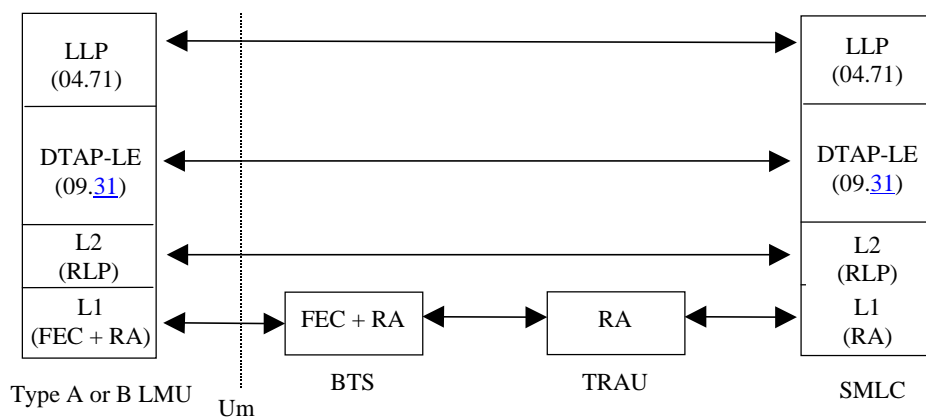 LLP
(04.71)
DTAP-LE
(09.31)
L2
(RLP)
L1
(FEC + RA)
Type A or B LMU
Um
FEC + RA
BTS
RA
TRAU
LLP
(04.71)
DTAP-LE
(09.31)
L2
(RLP)
L1
(RA)
SMLC